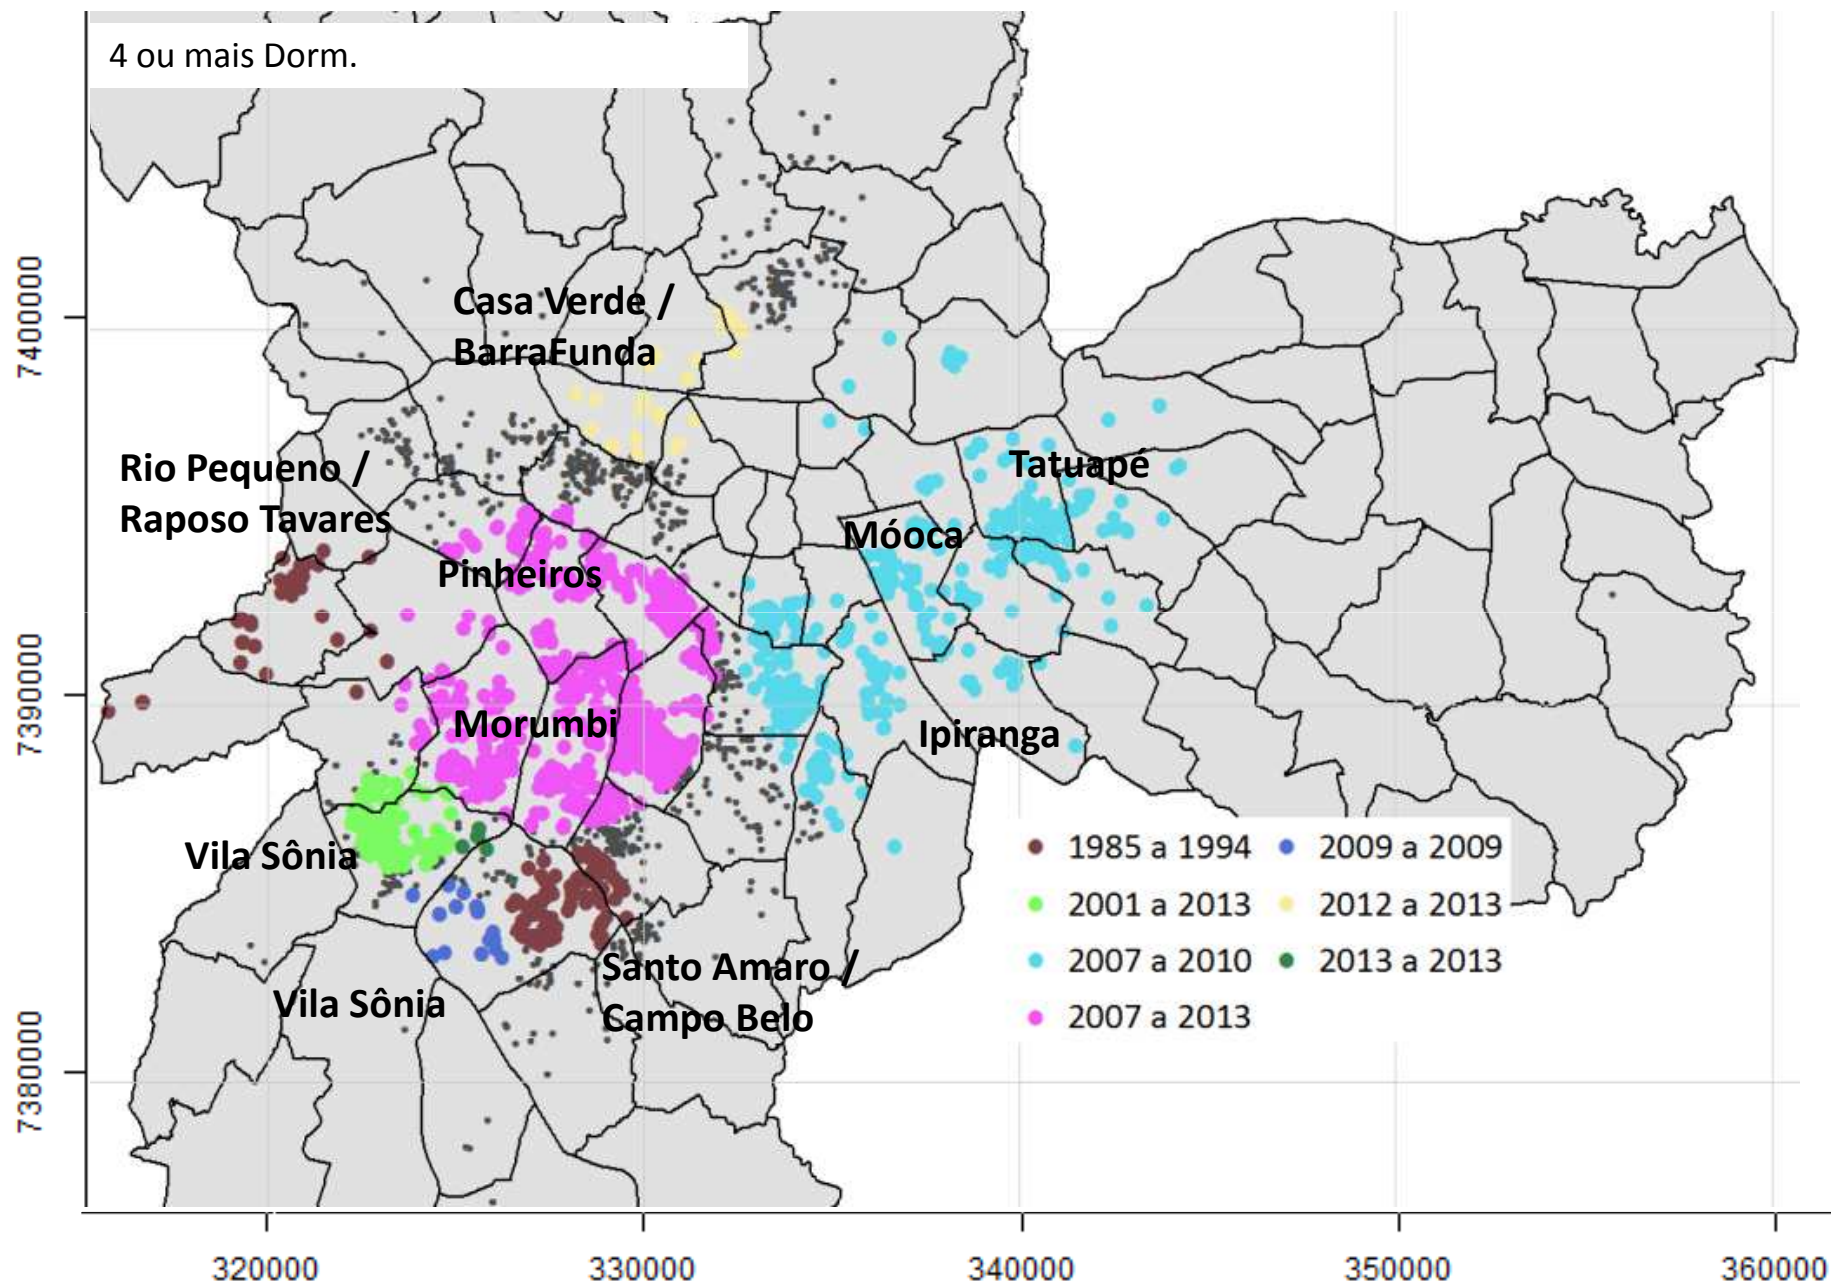 4 ou mais Dorm.
7400000
Casa Verde /
BarraFunda
Rio Pequeno /
Raposo Tavares
Tatuapé
Móoca
Pinheiros
7390000
Morumbi
Ipiranga
Vila Sônia
1985 a 1994
2009 a 2009
2001 a 2013
2012 a 2013
2007 a 2010
2013 a 2013
2007 a 2013
Santo Amaro /
Campo Belo
Vila Sônia
7380000
320000
330000
340000
350000
360000